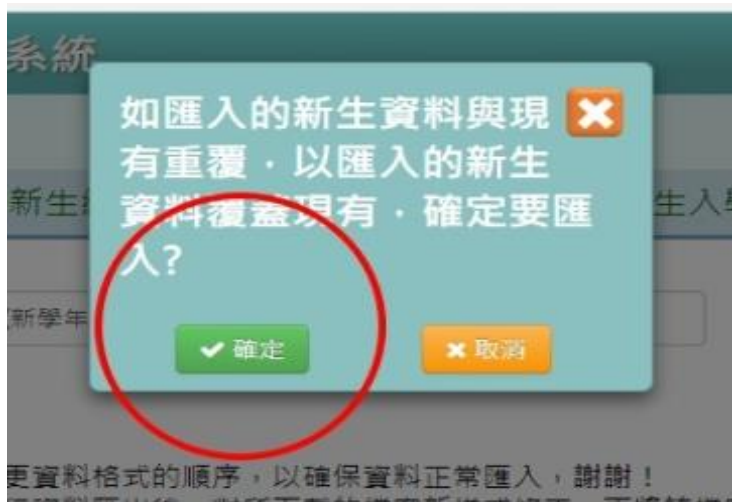 系統
如匯入的新生資料與現
有重覆，以匯入的新生
資料覆蓋現有，確定要匯
入?
新生
生入
新學年
確定
取消
更資料格式的順序，以確保資料正常匯入，謝謝！